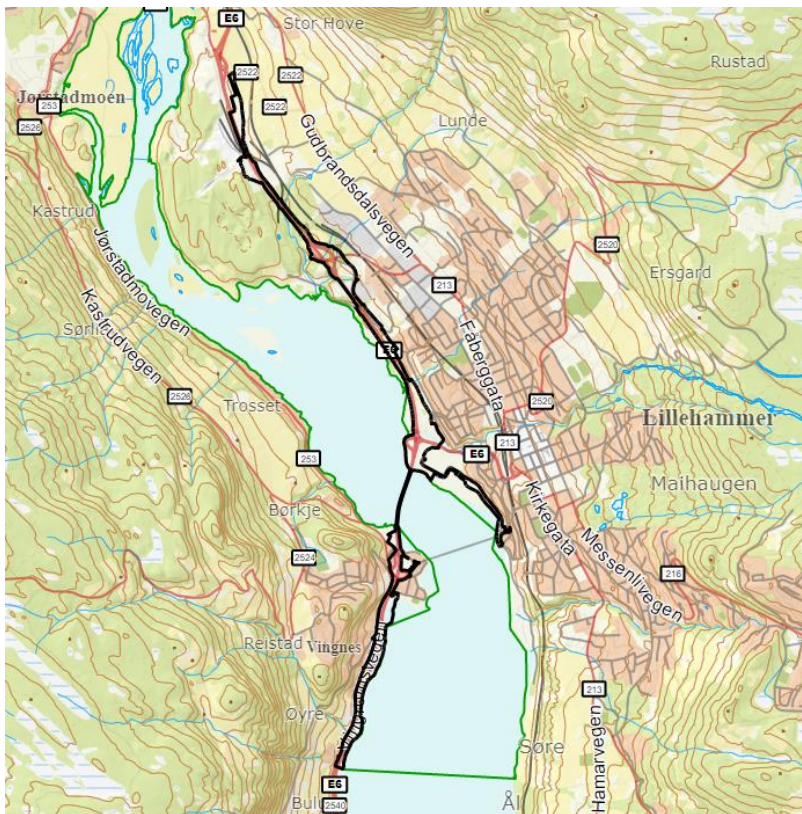 E6
Stor Hove
2522
2522
Rustad
Jørstadmoen
253
2522
2526
Lunde
Gudbrandsdalsvegen
Kastrud
Jørstadmovegen
2520
Ersgard
213
Kastrudvegen
Fåberggata
E6
2526
Trosset
2520
Lillehammer
213
E6
253
Maihaugen
Kirkegata
Børkje
Messenlivegen
2524
216
Reistad
Vingnes
213
Øyre
Søre
Hamarvegen
E6
2540
Ål